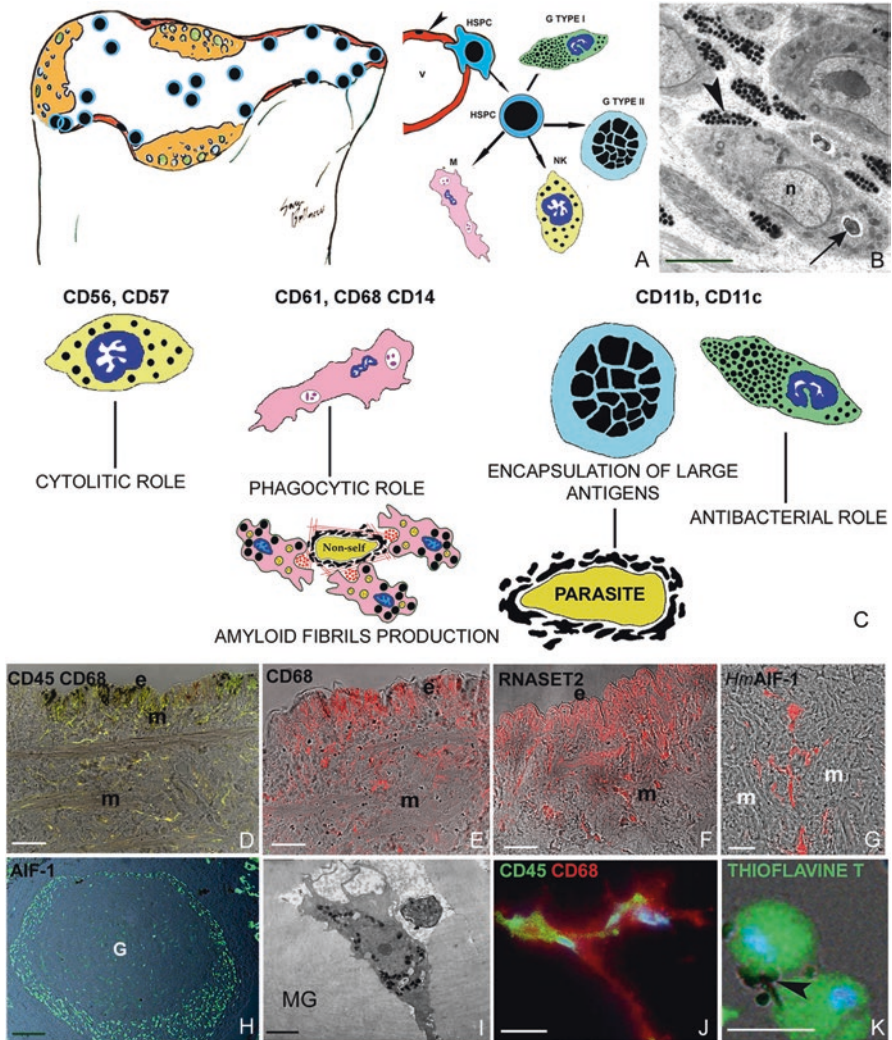 HSPC
G TYPE I
V
HSPC
G TYPE II
M
NK
A
n
B
CD56, CD57
CD61, CD68 CD14
CD11b, CD11c
CYTOLITIC ROLE
PHAGOCYTIC ROLE
ENCAPSULATION OF LARGE
ANTIGENS
ANTIBACTERIAL ROLE
Non-self
PARASITE
AMYLOID FIBRILS PRODUCTION
C
CD45 CD68
e
m
m
D
CD68
e
m
E
RNASET2
e
m
F
HmAIF-1
m
m
G
AIF-1
G
H
MG
I
CD45 CD68
J
THIOFLAVINE T
K